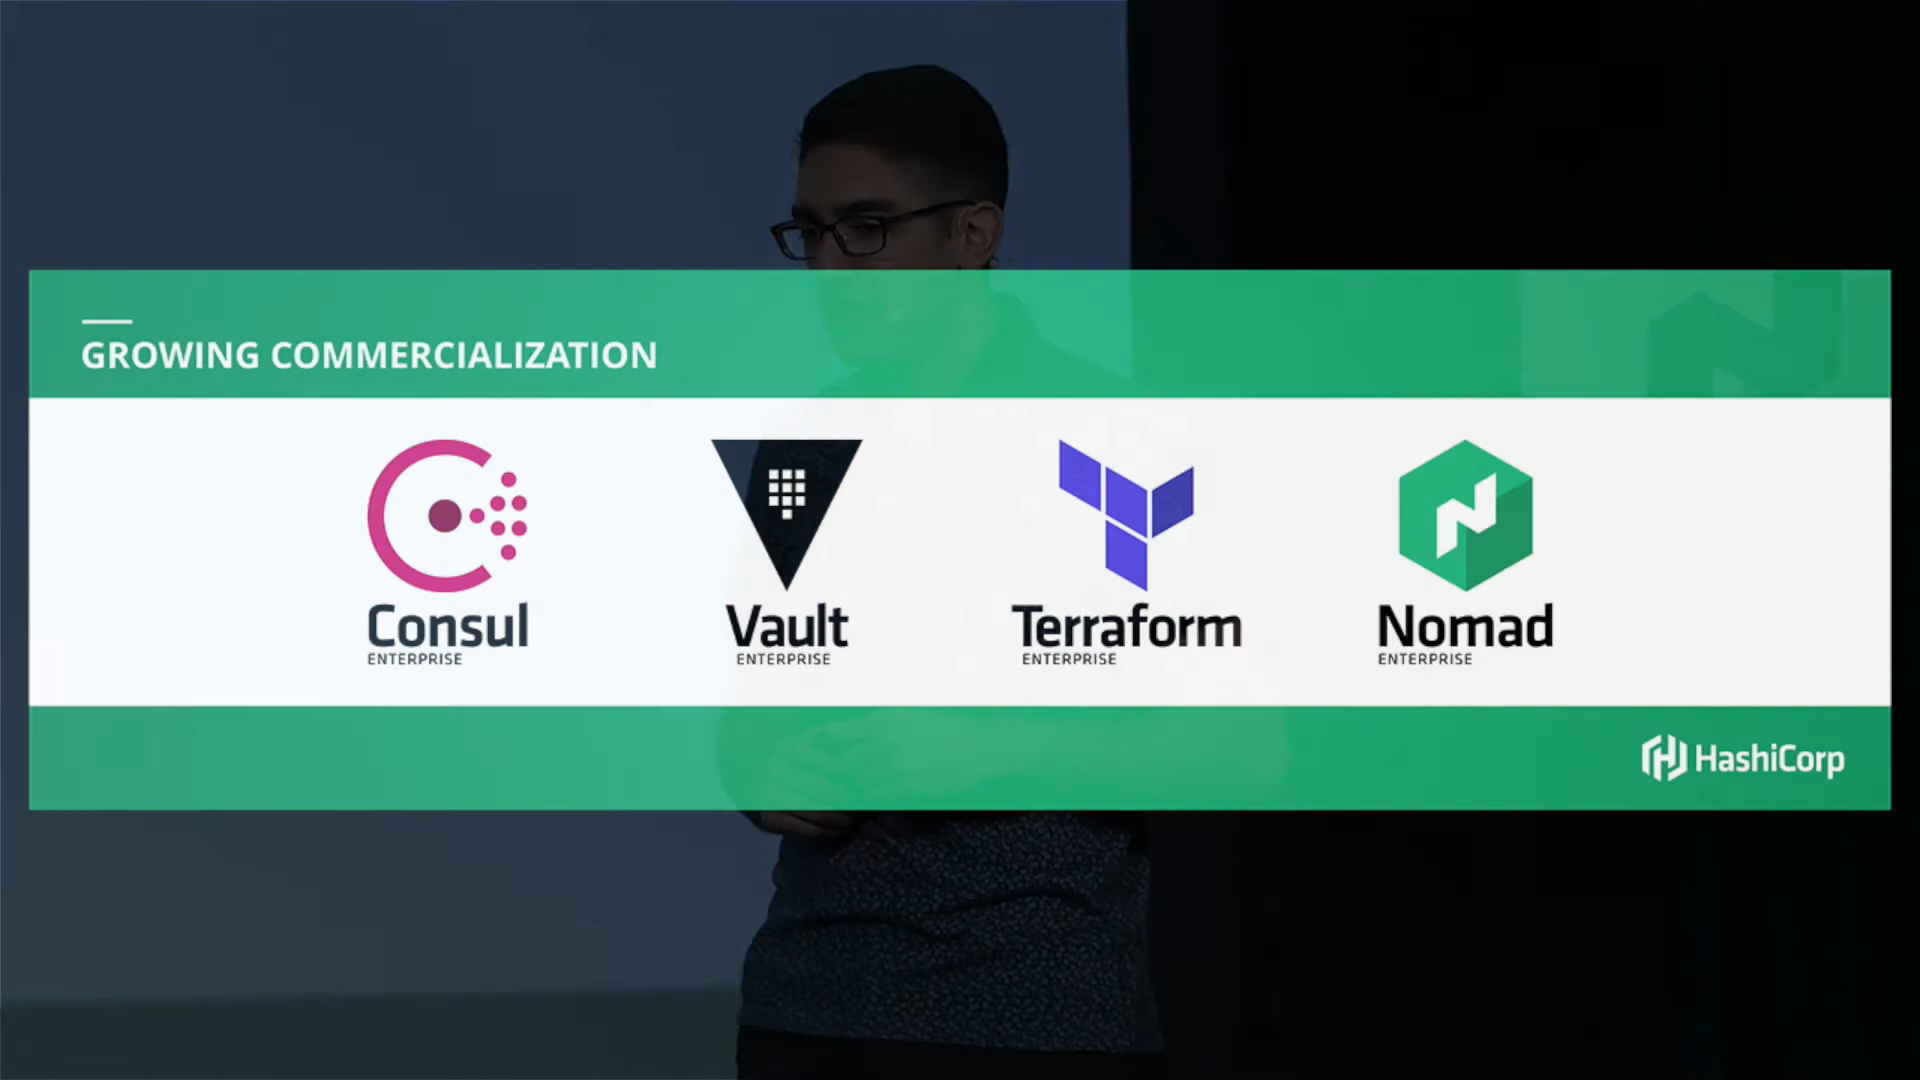 GROWING COMMERCIALIZATION
Consul
ENTERPRISE
Vault
ENTERPRISE
Terraform
ENTERPRISE
Nomad
ENTERPRISE
HashiCorp